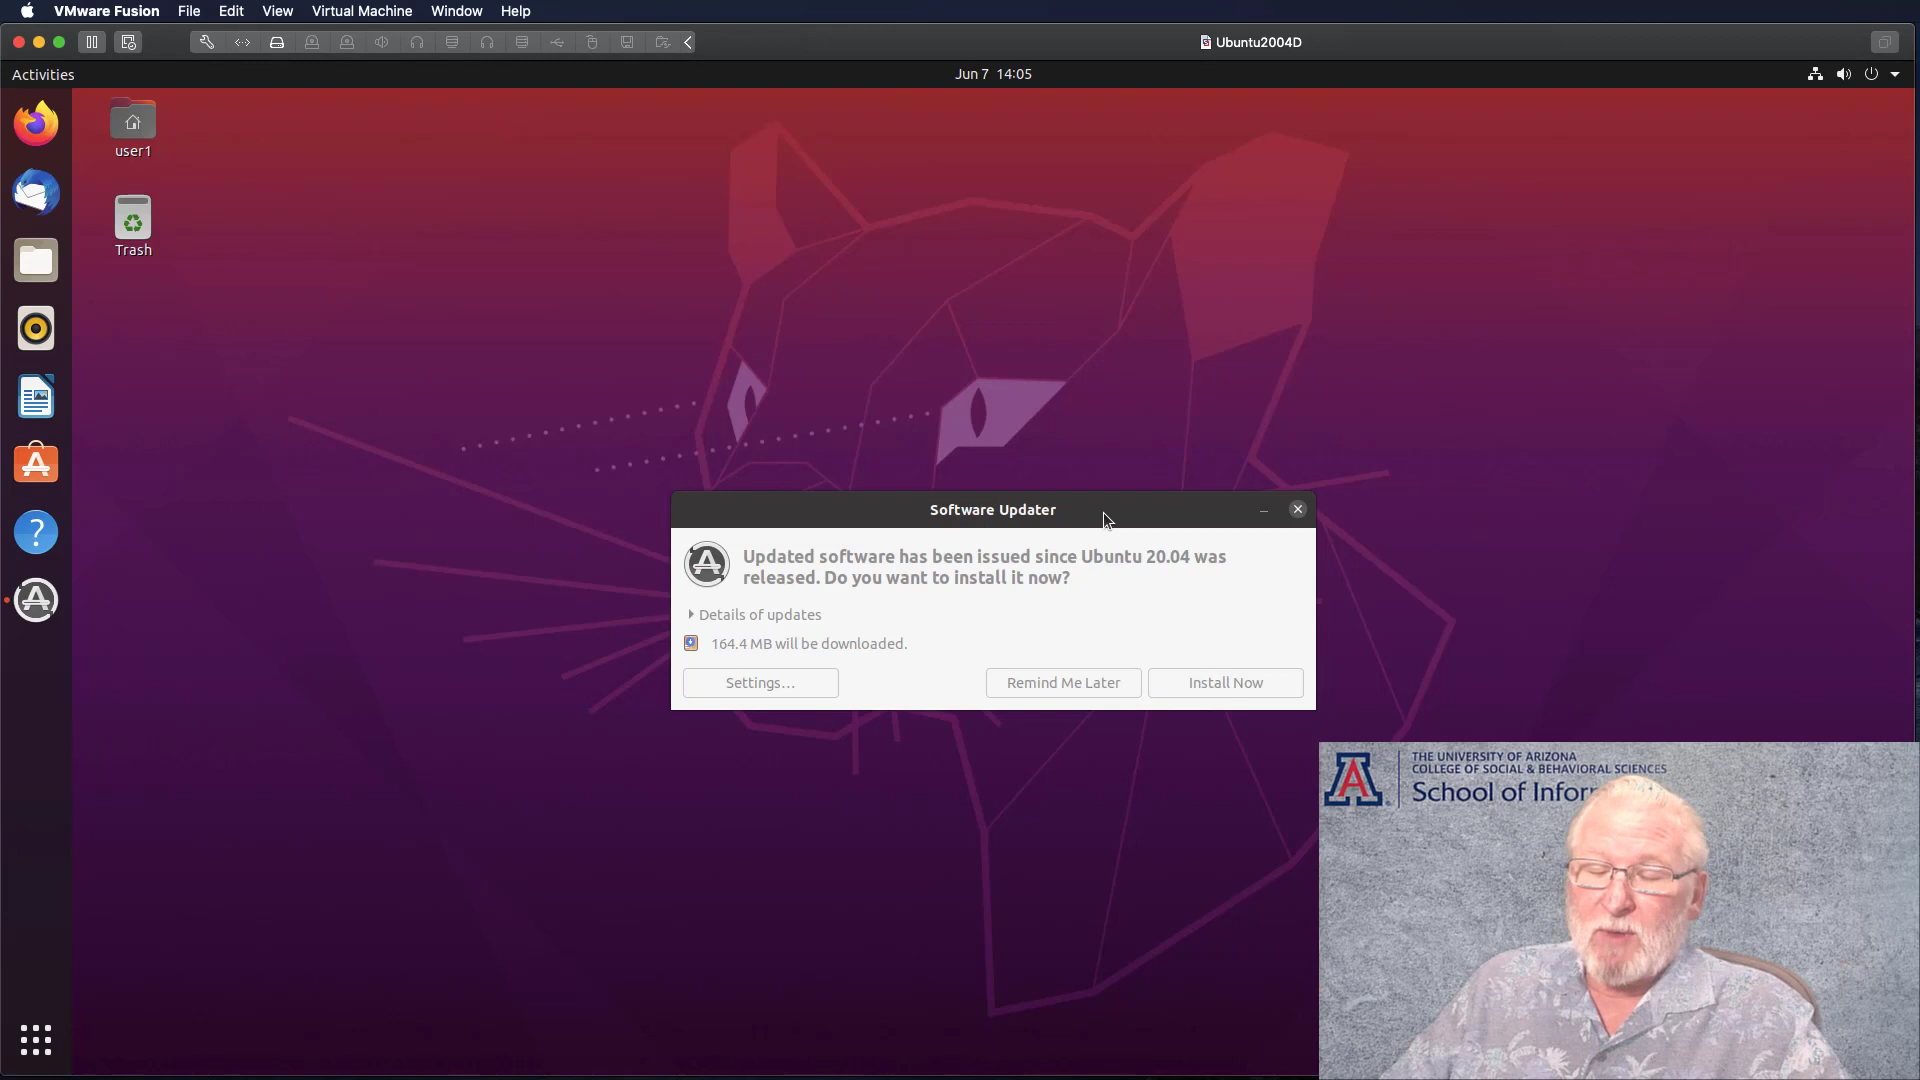 VMware Fusion File Edit View Virtual Machine Window Help
Ubuntu2004D
Activities
Jun 7 14:05
user1
Trash
Software Updater
Updated software has been issued since Ubuntu 20.04 was
released. Do you want to install it now?
Details of updates
164.4 MB will be downloaded.
Settings…
Remind Me Later
Install Now
THE UNIVERSITY OF ARIZONA
COLLEGE OF SOCIAL & BEHAVIORAL SCIENCES
School of Infor